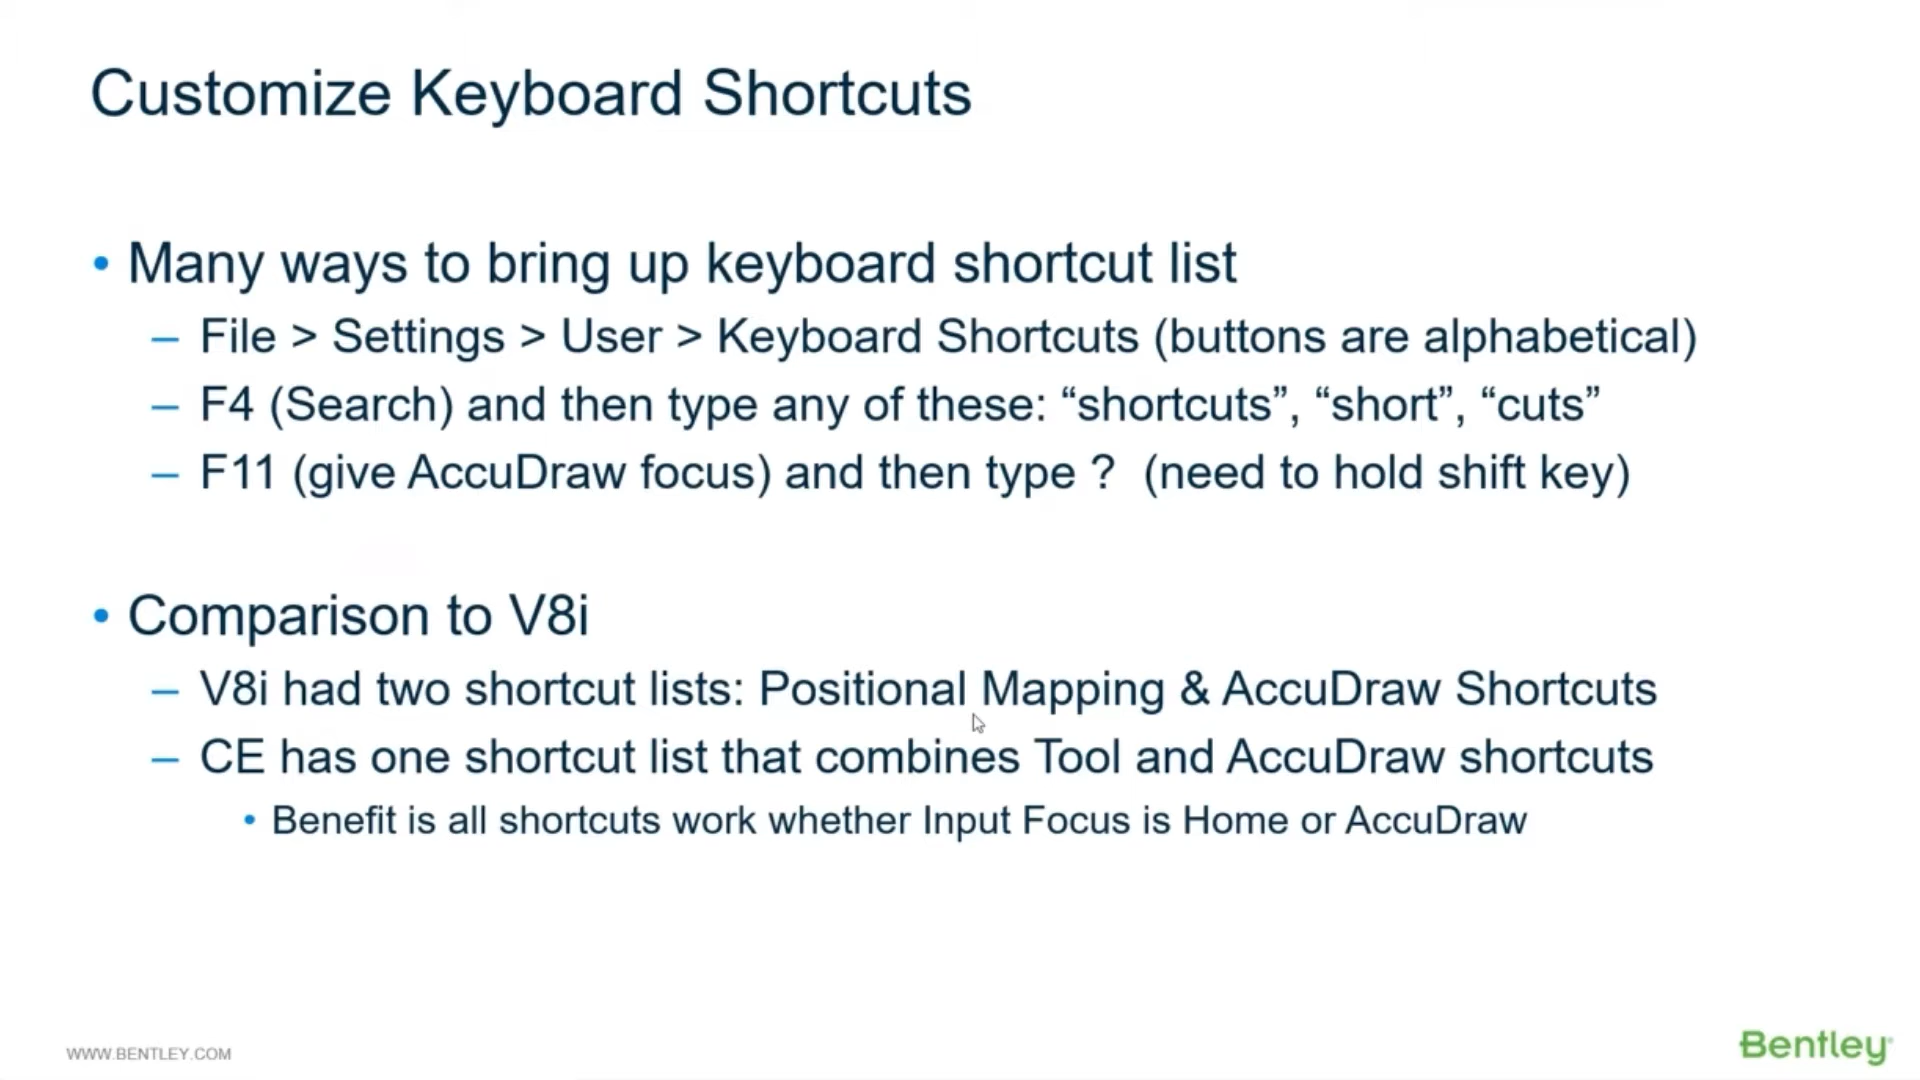 Customize Keyboard Shortcuts
• Many ways to bring up keyboard shortcut list
– File > Settings > User > Keyboard Shortcuts (buttons are alphabetical)
– F4 (Search) and then type any of these: “shortcuts”, “short”, “cuts”
– F11 (give AccuDraw focus) and then type ? (need to hold shift key)
• Comparison to V8i
– V8i had two shortcut lists: Positional Mapping & AccuDraw Shortcuts
– CE has one shortcut list that combines Tool and AccuDraw shortcuts
• Benefit is all shortcuts work whether Input Focus is Home or AccuDraw
WWW.BENTLEY.COM
Bentley